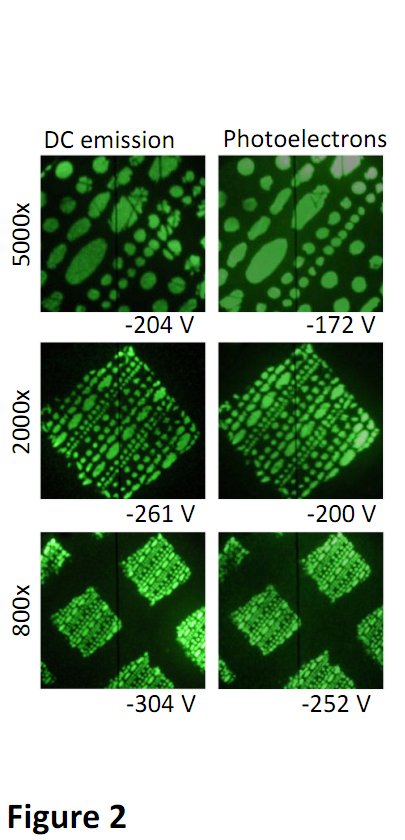 DC emission
Photoelectrons
5000x
-204 V
-172 V
2000x
-261 V
-200 V
800x
-304 V
-252 V
Figure 2